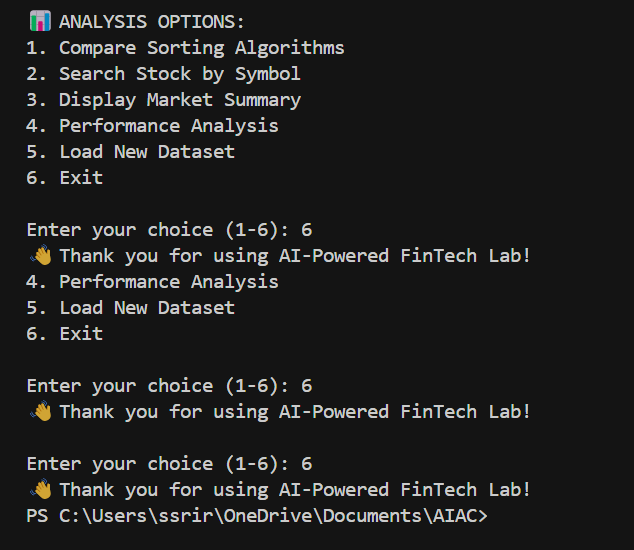 📊 ANALYSIS OPTIONS:
1. Compare Sorting Algorithms
2. Search Stock by Symbol
3. Display Market Summary
4. Performance Analysis
5. Load New Dataset
6. Exit
Enter your choice (1-6): 6
👋 Thank you for using AI-Powered FinTech Lab!
4. Performance Analysis
5. Load New Dataset
6. Exit
Enter your choice (1-6): 6
👋 Thank you for using AI-Powered FinTech Lab!
Enter your choice (1-6): 6
👋 Thank you for using AI-Powered FinTech Lab!
PS C:\Users\ssrir\OneDrive\Documents\AIAC>